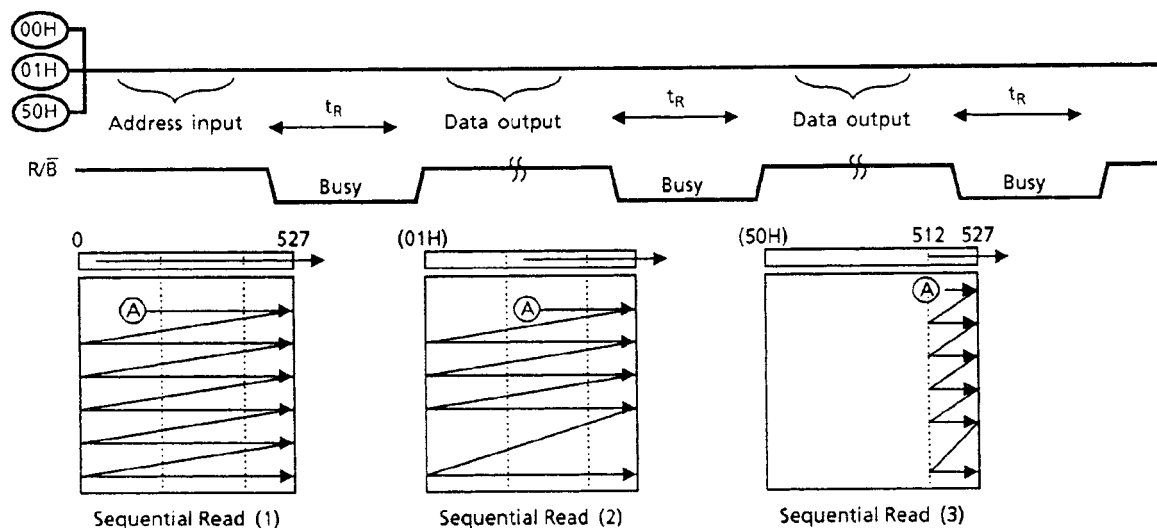 00H
01H
50H
Address input
tR
Data output
tR
Data output
tR
R/B̅
Busy
Busy
Busy
0 527
(01H)
(50H) 512 527
A
A
A
Sequential Read (1)
Sequential Read (2)
Sequential Read (3)